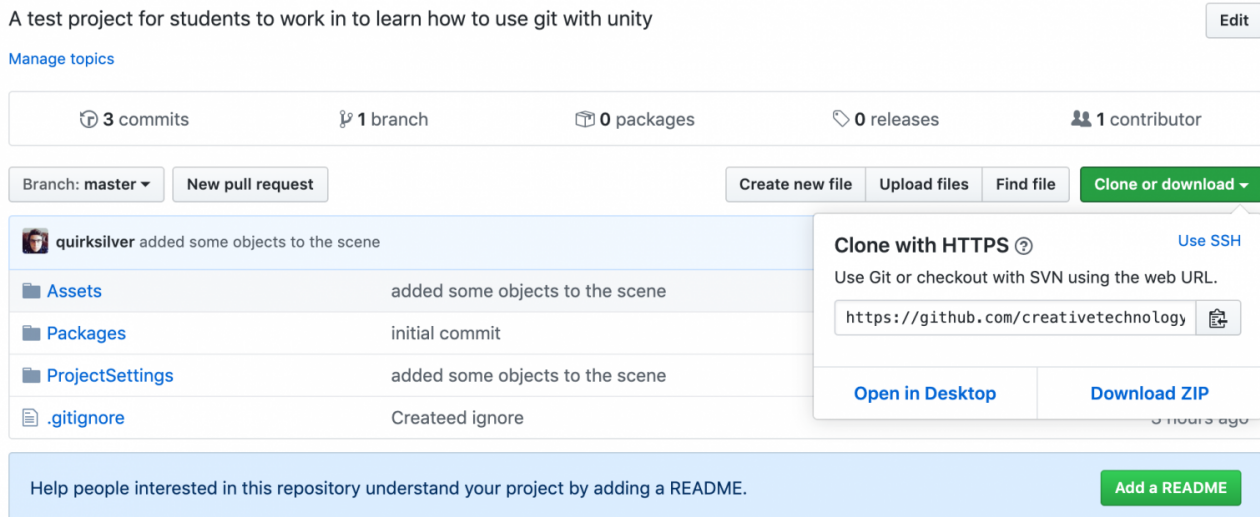 A test project for students to work in to learn how to use git with unity
Edit
Manage topics
3 commits
1 branch
0 packages
0 releases
1 contributor
Branch: master
New pull request
Create new file
Upload files
Find file
Clone or download
quirksilver added some objects to the scene
Clone with HTTPS ?
Use SSH
Use Git or checkout with SVN using the web URL.
https://github.com/creativetechnology
Open in Desktop
Download ZIP
Assets added some objects to the scene
Packages initial commit
ProjectSettings added some objects to the scene
.gitignore Createed ignore
hours ago
Help people interested in this repository understand your project by adding a README.
Add a README